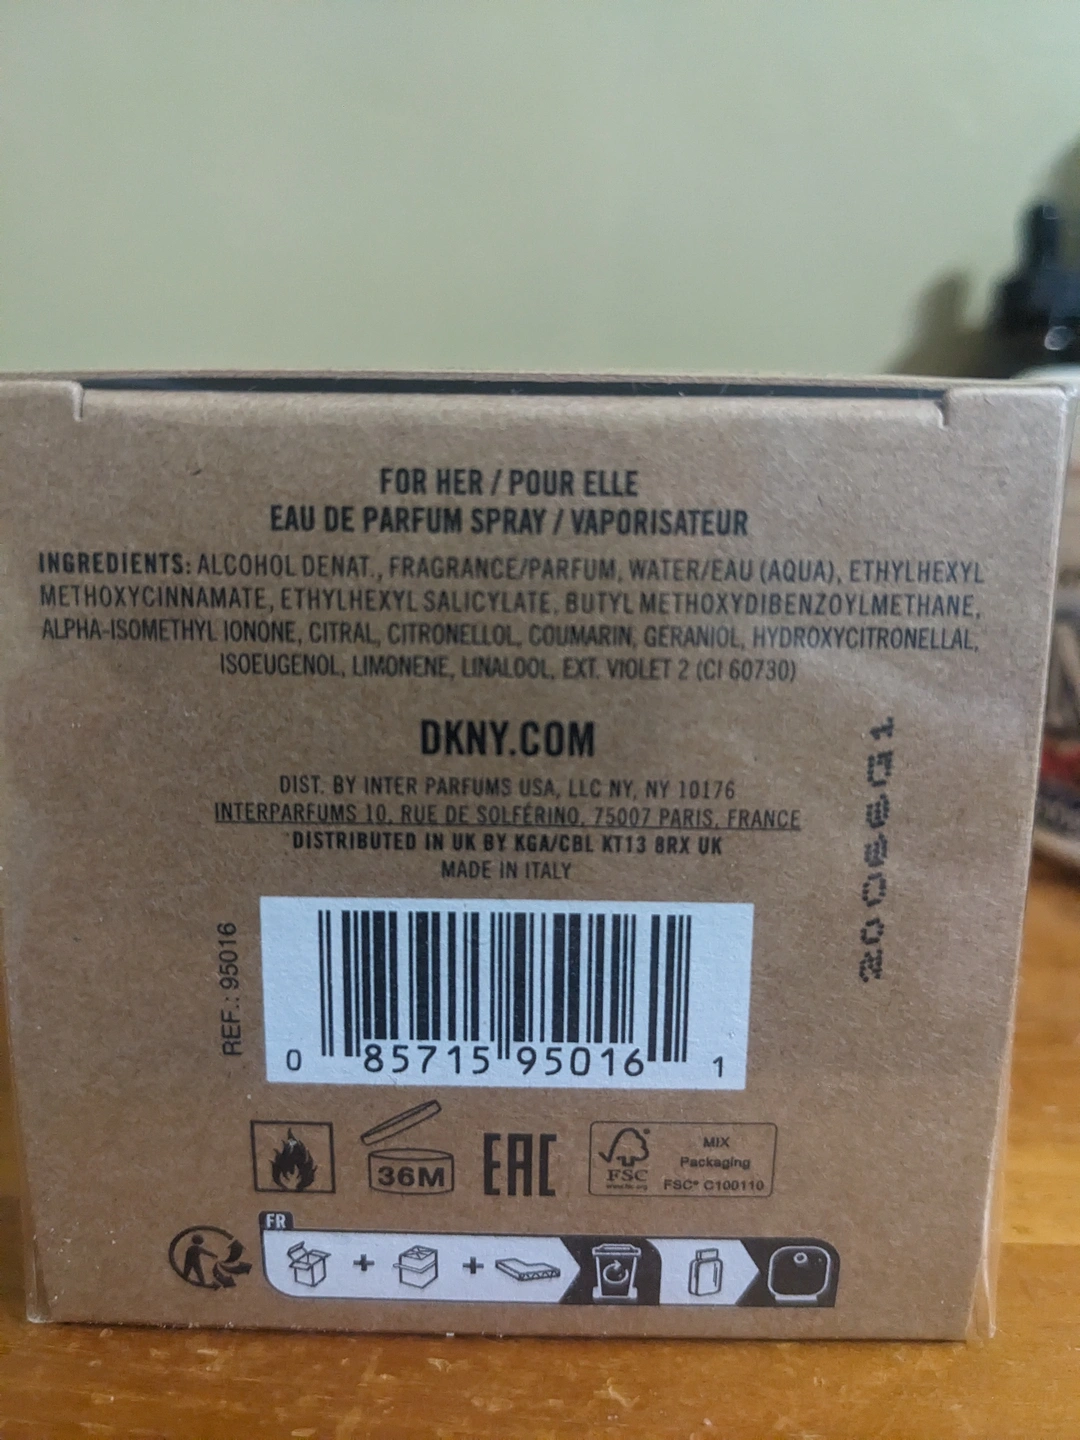 FOR HER / POUR ELLE
EAU DE PARFUM SPRAY / VAPORISATEUR
INGREDIENTS: ALCOHOL DENAT., FRAGRANCE/PARFUM, WATER/EAU (AQUA), ETHYLHEXYL
METHOXYCINNAMATE, ETHYLHEXYL SALICYLATE, BUTYL METHOXYDIBENZOYLMETHANE,
ALPHA-ISOMETHYL IONONE, CITRAL, CITRONELLOL, COUMARIN, GERANIOL, HYDROXYCITRONELLAL,
ISOEUGENOL, LIMONENE, LINALOOL, EXT. VIOLET 2 (CI 60730)
DKNY.COM
DIST. BY INTER PARFUMS USA, LLC NY, NY 10176
INTERPARFUMS 10, RUE DE SOLFÉRINO, 75007 PARIS, FRANCE
DISTRIBUTED IN UK BY KGA/CBL KT13 8RX UK
MADE IN ITALY
REF.: 95016
0 85715 95016 1
36M
EAC
FSC
MIX
Packaging
FSC® C100110
FR